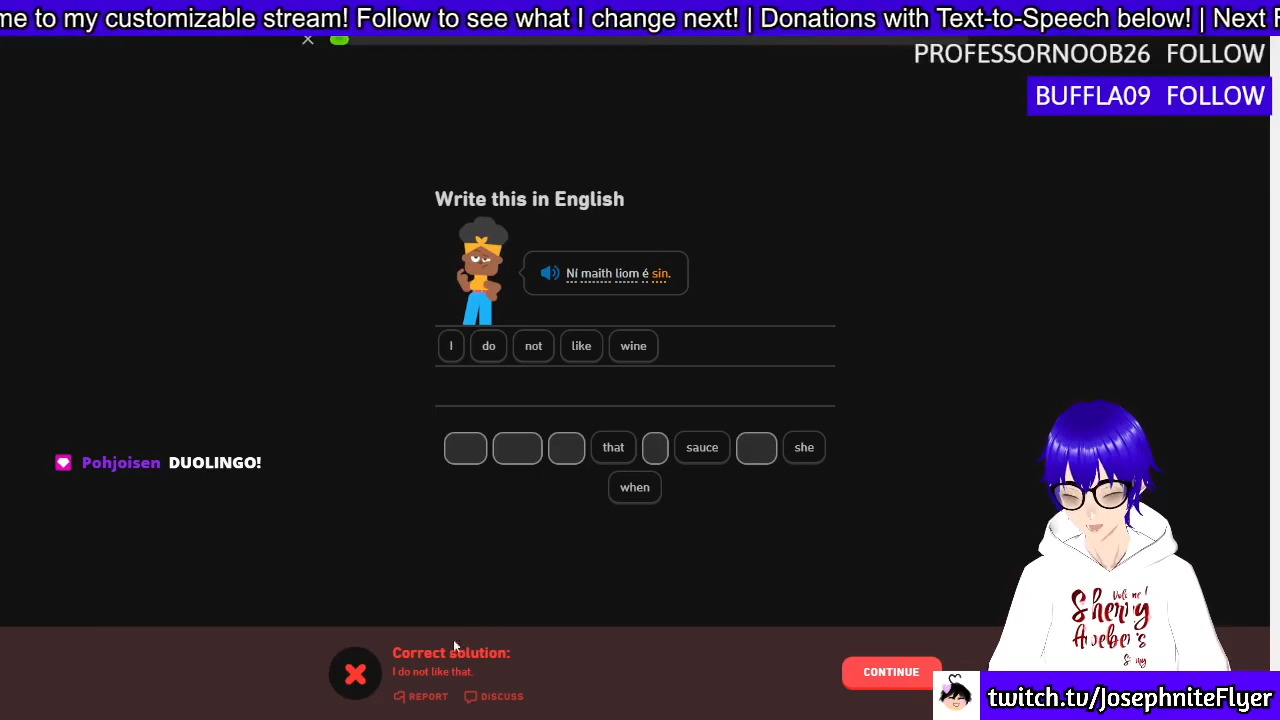 me to my customizable stream! Follow to see what I change next! | Donations with Text-to-Speech below! | Next
PROFESSORNOOB26 FOLLOW
BUFFLA09 FOLLOW
Write this in English
Ní maith liom é sin.
I do not like wine
that sauce she
when
Pohjoisen DUOLINGO!
Sherry
Correct solution:
I do not like that.
REPORT DISCUSS
CONTINUE
twitch.tv/JosephniteFlyer